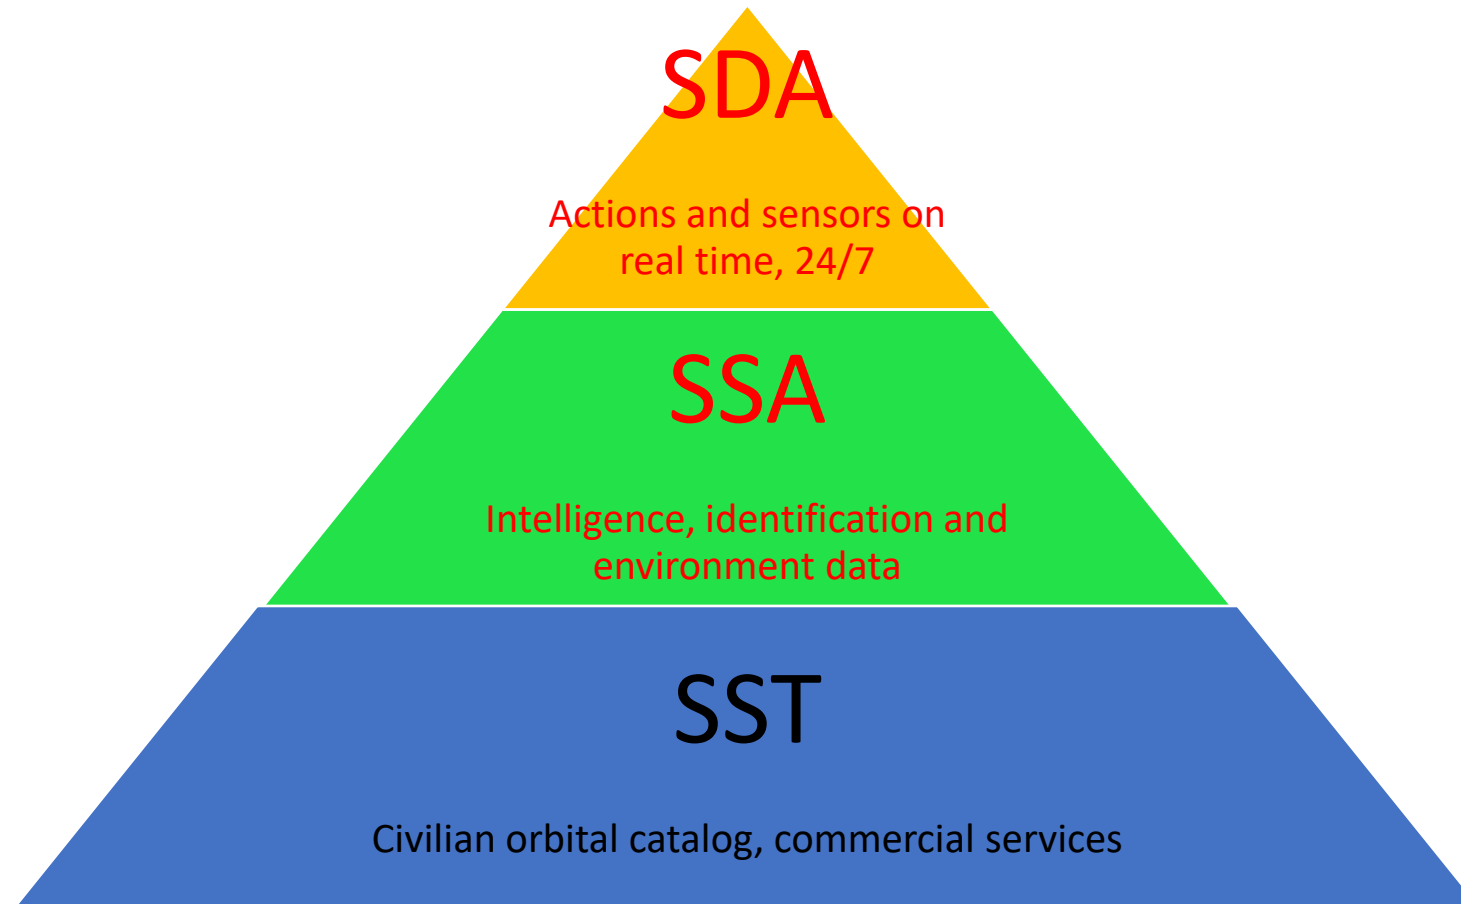 SDA
Actions and sensors on
real time, 24/7
SSA
Intelligence, identification and
environment data
SST
Civilian orbital catalog, commercial services